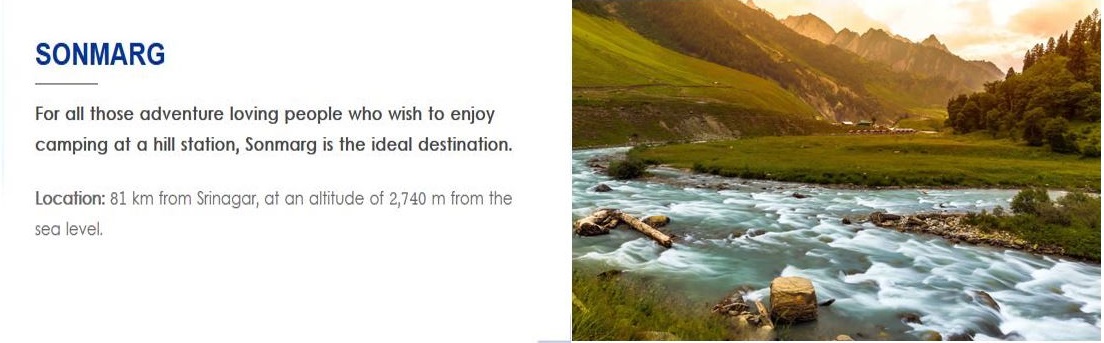 SONMARG
For all those adventure loving people who wish to enjoy
camping at a hill station, Sonmarg is the ideal destination.
Location: 81 km from Srinagar, at an altitude of 2,740 m from the
sea level.